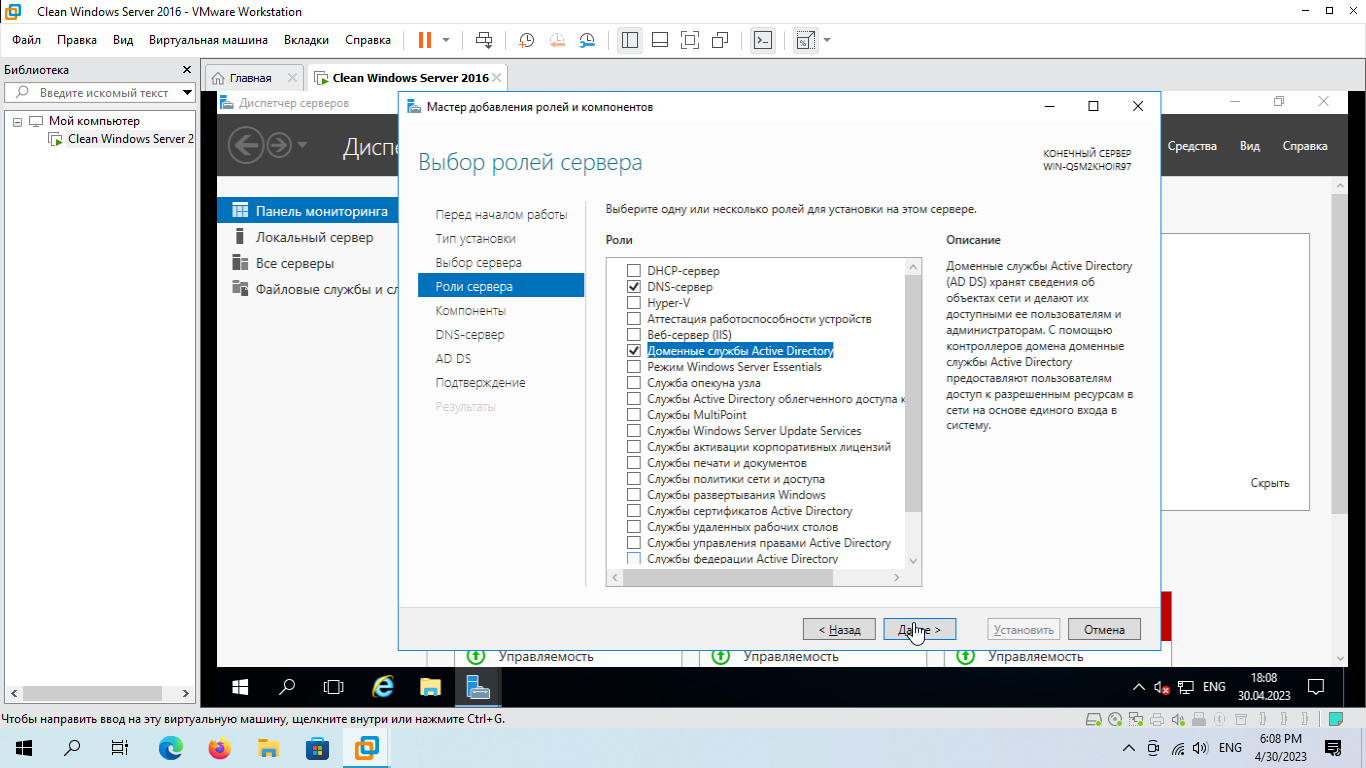 Clean Windows Server 2016 - VMware Workstation
Файл Правка Вид Виртуальная машина Вкладки Справка
Библиотека
Введите искомый текст
Мой компьютер
Clean Windows Server 2
Главная
Clean Windows Server 2016
Диспетчер серверов
Средства Вид Справка
Панель мониторинга
Локальный сервер
Все серверы
Файловые службы и
Мастер добавления ролей и компонентов
Выбор ролей сервера
КОНЕЧНЫЙ СЕРВЕР
WIN-Q5M2KHOIR97
Перед началом работы
Тип установки
Выбор сервера
Роли сервера
Компоненты
DNS-сервер
AD DS
Подтверждение
Результаты
Выберите одну или несколько ролей для установки на этом сервере.
Роли
DHCP-сервер
DNS-сервер
Hyper-V
Аттестация работоспособности устройств
Веб-сервер (IIS)
Доменные службы Active Directory
Режим Windows Server Essentials
Служба опекуна узла
Службы Active Directory облегченного доступа к
Службы MultiPoint
Службы Windows Server Update Services
Службы активации корпоративных лицензий
Службы печати и документов
Службы политики сети и доступа
Службы развертывания Windows
Службы сертификатов Active Directory
Службы удаленных рабочих столов
Службы управления правами Active Directory
Службы федерации Active Directory
Описание
Доменные службы Active Directory
(AD DS) хранят сведения об
объектах сети и делают их
доступными ее пользователям и
администраторам. С помощью
контроллеров домена доменные
службы Active Directory
предоставляют пользователям
доступ к разрешенным ресурсам в
сети на основе единого входа в
систему.
Скрыть
< Назад
Далее >
Установить
Отмена
Управляемость Управляемость Управляемость
ENG
18:08
30.04.2023
Чтобы направить ввод на эту виртуальную машину, щелкните внутри или нажмите Ctrl+G.
ENG
6:08 PM
4/30/2023